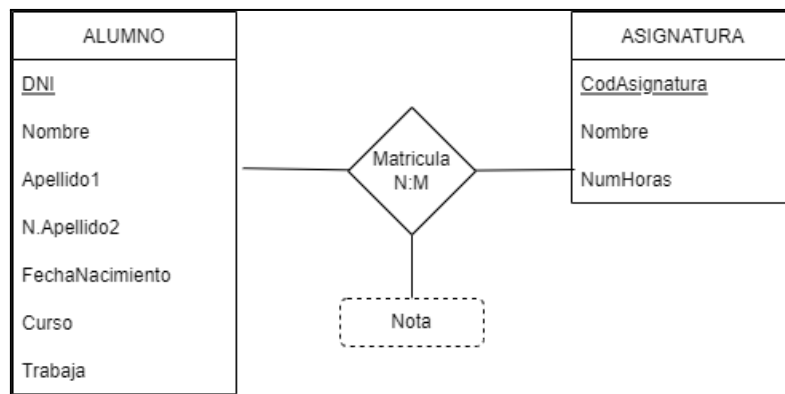 ALUMNO
DNI
Nombre
Apellido1
N.Apellido2
FechaNacimiento
Curso
Trabaja
Matricula
N:M
Nota
ASIGNATURA
CodAsignatura
Nombre
NumHoras